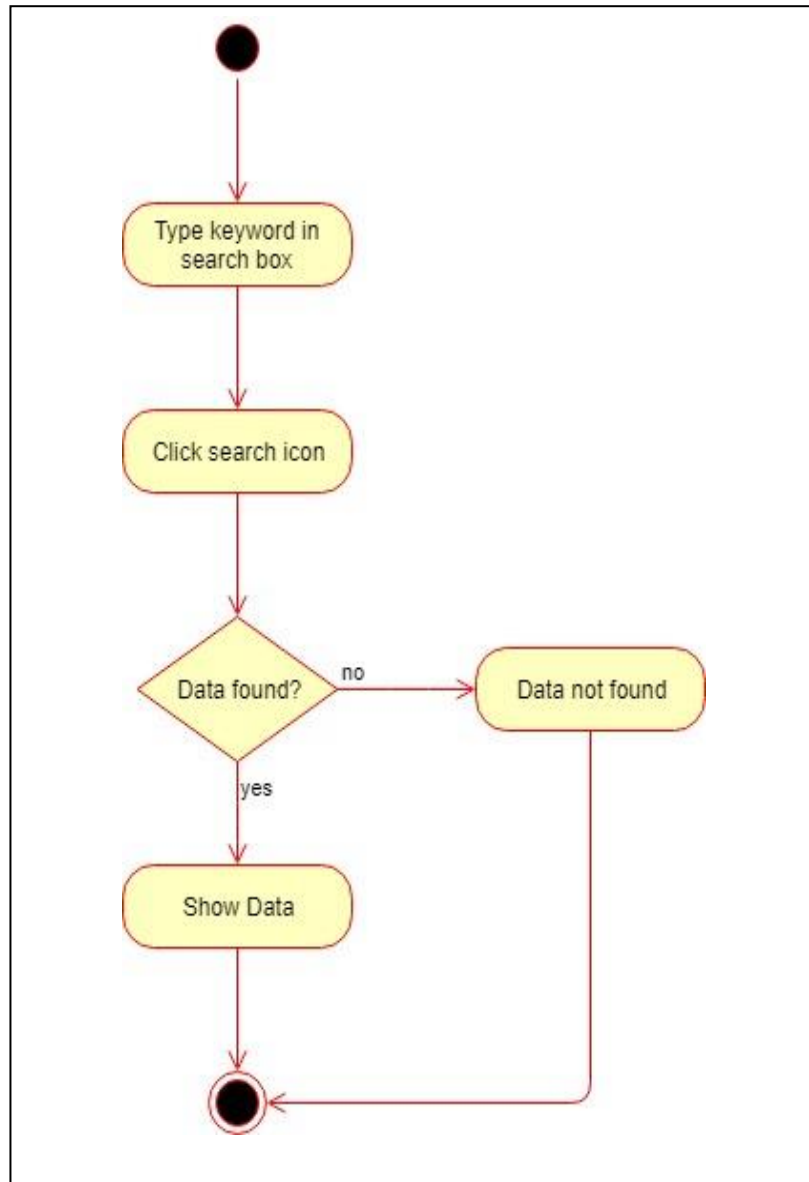 Type keyword in
search box
Click search icon
Data found?
no
Data not found
yes
Show Data